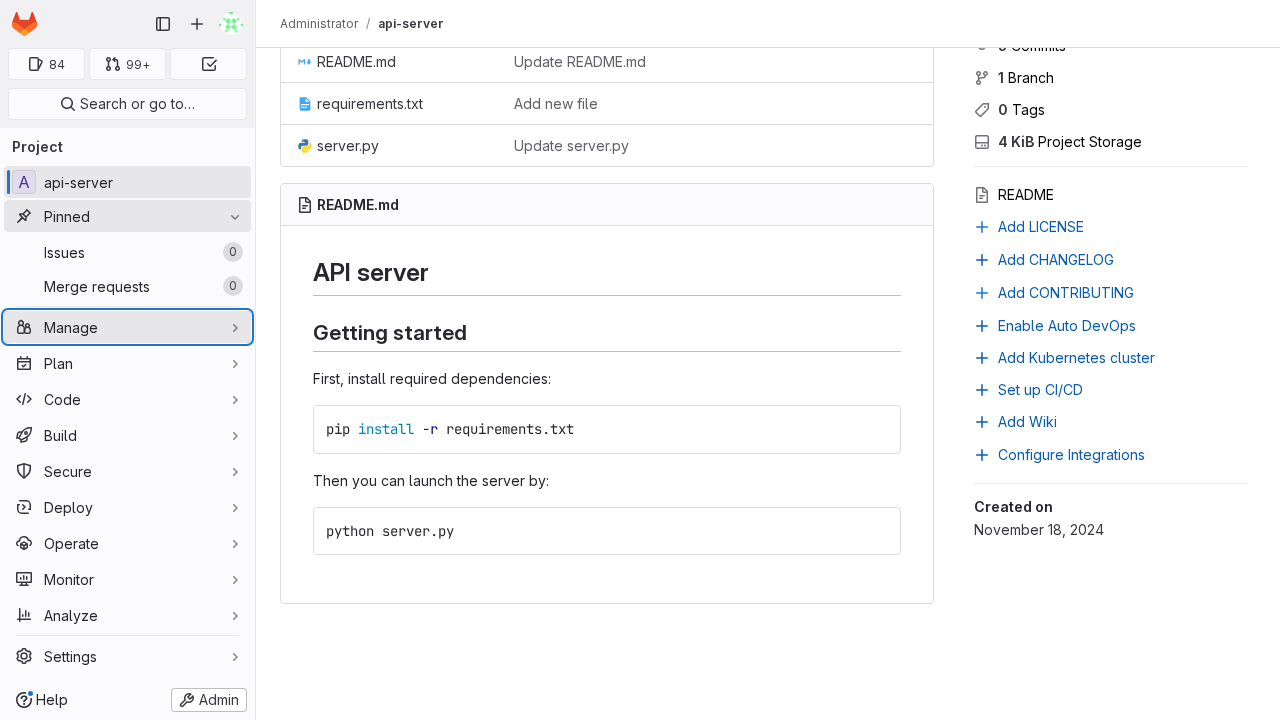 Administrator / api-server
84
99+
Search or go to…
Project
A api-server
Pinned
Issues 0
Merge requests 0
Manage
Plan
Code
Build
Secure
Deploy
Operate
Monitor
Analyze
Settings
Help
Admin
README.md Update README.md
requirements.txt Add new file
server.py Update server.py
README.md
API server
Getting started
First, install required dependencies:
pip install -r requirements.txt
Then you can launch the server by:
python server.py
Commits
1 Branch
0 Tags
4 KiB Project Storage
README
Add LICENSE
Add CHANGELOG
Add CONTRIBUTING
Enable Auto DevOps
Add Kubernetes cluster
Set up CI/CD
Add Wiki
Configure Integrations
Created on
November 18, 2024